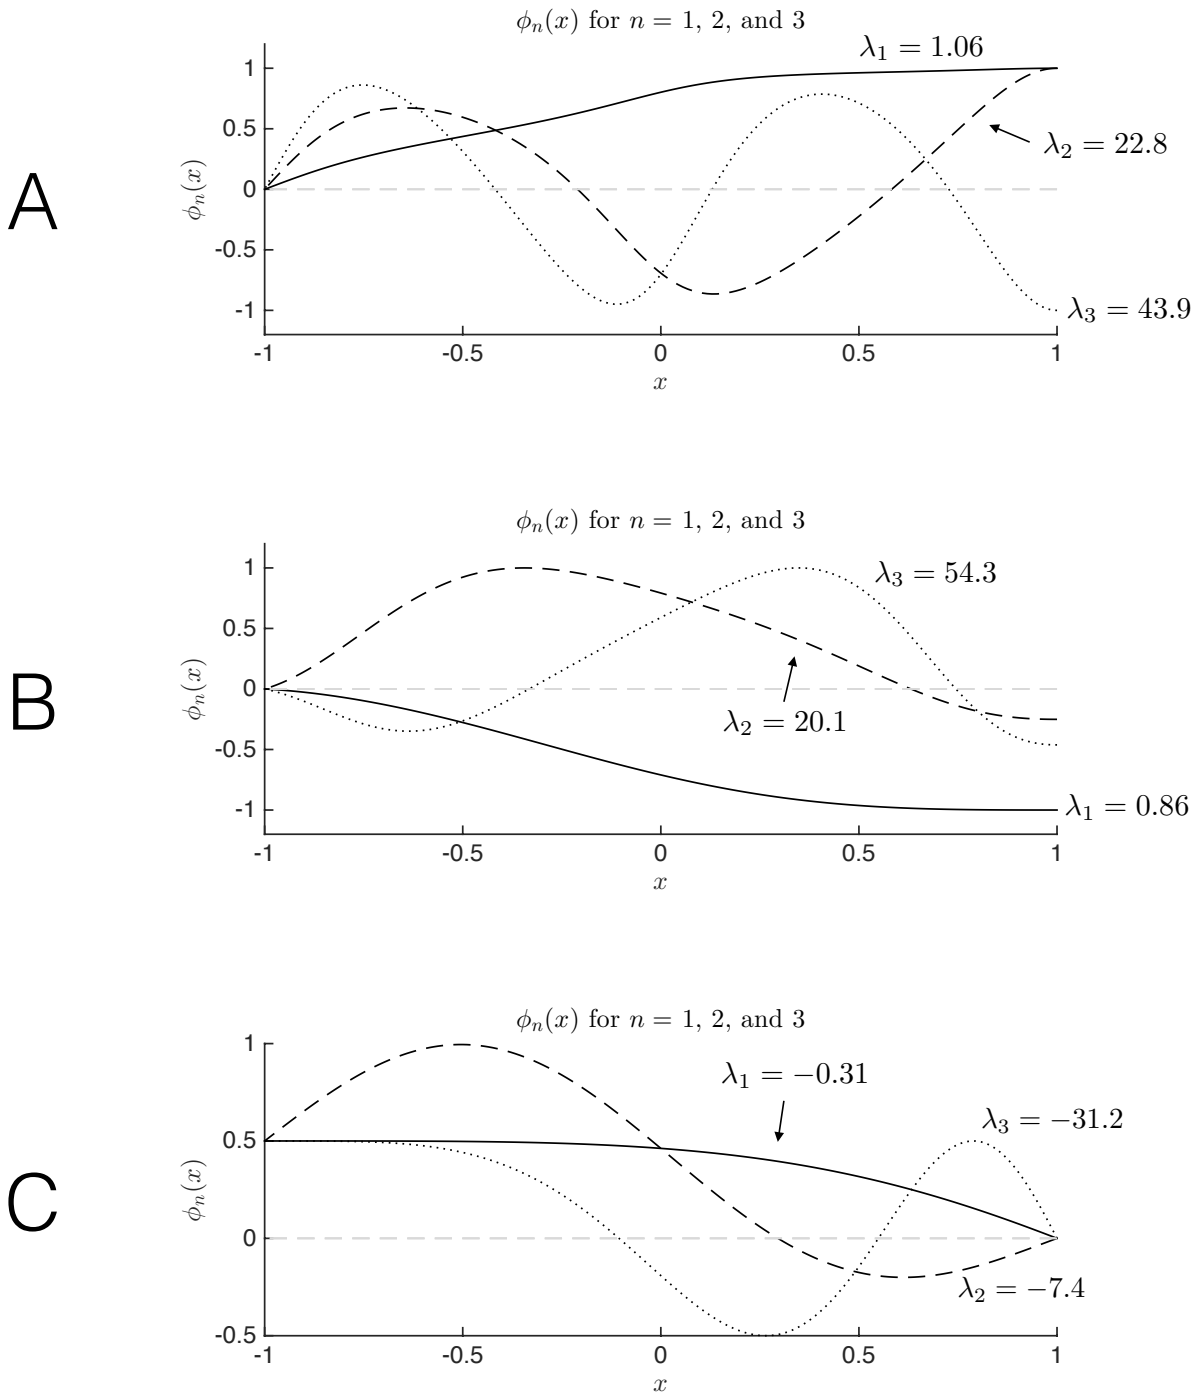 ϕₙ(x) for n = 1, 2, and 3
λ₁ = 1.06
1
0.5
λ₂ = 22.8
A
ϕₙ(x)
0
-0.5
-1
λ₃ = 43.9
-1 -0.5 0 0.5 1
x
ϕₙ(x) for n = 1, 2, and 3
1
λ₃ = 54.3
0.5
B
ϕₙ(x)
0
λ₂ = 20.1
-0.5
-1
λ₁ = 0.86
-1 -0.5 0 0.5 1
x
ϕₙ(x) for n = 1, 2, and 3
1
λ₁ = −0.31
λ₃ = −31.2
0.5
C
ϕₙ(x)
0
λ₂ = −7.4
-0.5
-1 -0.5 0 0.5 1
x